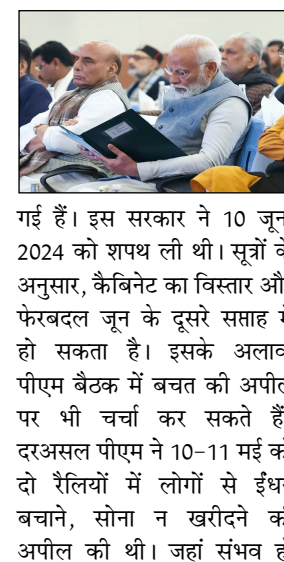 गई हैं। इस सरकार ने 10 जून
2024 को शपथ ली थी। सूत्रों के
अनुसार, कैबिनेट का विस्तार और
फेरबदल जून के दूसरे सप्ताह में
हो सकता है। इसके अलाव
पीएम बैठक में बचत की अपील
पर भी चर्चा कर सकते हैं
दरअसल पीएम ने 10-11 मई को
दो रैलियों में लोगों से ईंधन
बचाने, सोना न खरीदने की
अपील की थी। जहां संभव हो